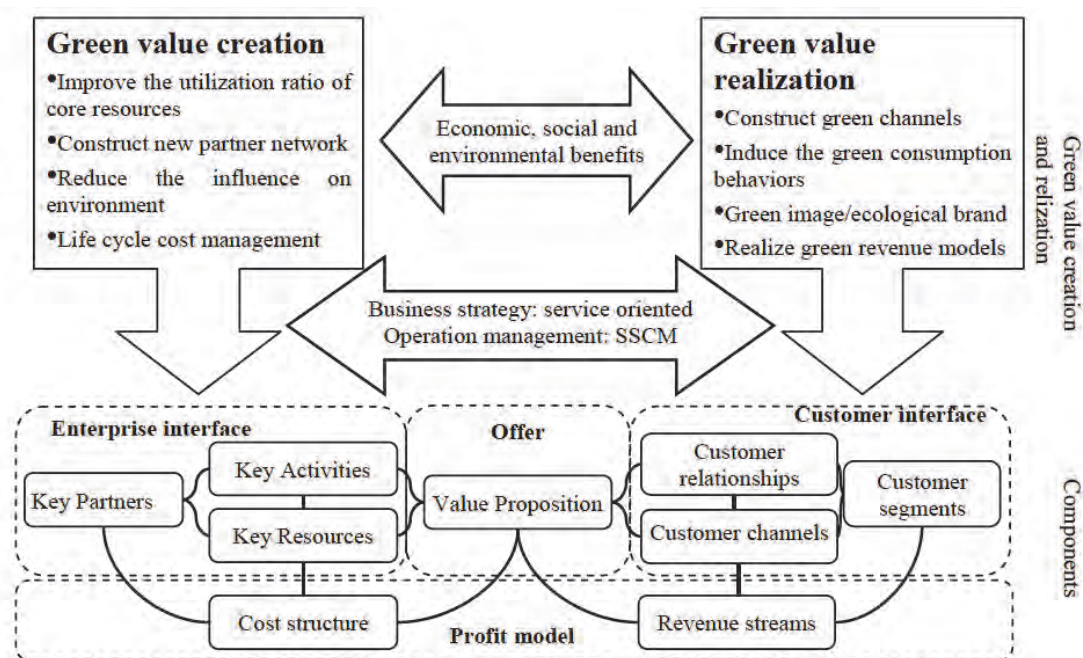 Green value creation
•Improve the utilization ratio of
core resources
•Construct new partner network
•Reduce the influence on
environment
•Life cycle cost management
Economic, social and
environmental benefits
Green value
realization
•Construct green channels
•Induce the green consumption
behaviors
•Green image/ecological brand
•Realize green revenue models
Green value creation
and relization
Business strategy: service oriented
Operation management: SSCM
Enterprise interface
Offer
Customer interface
Key Partners
Key Activities
Key Resources
Value Proposition
Customer
relationships
Customer channels
Customer
segments
Components
Cost structure
Profit model
Revenue streams